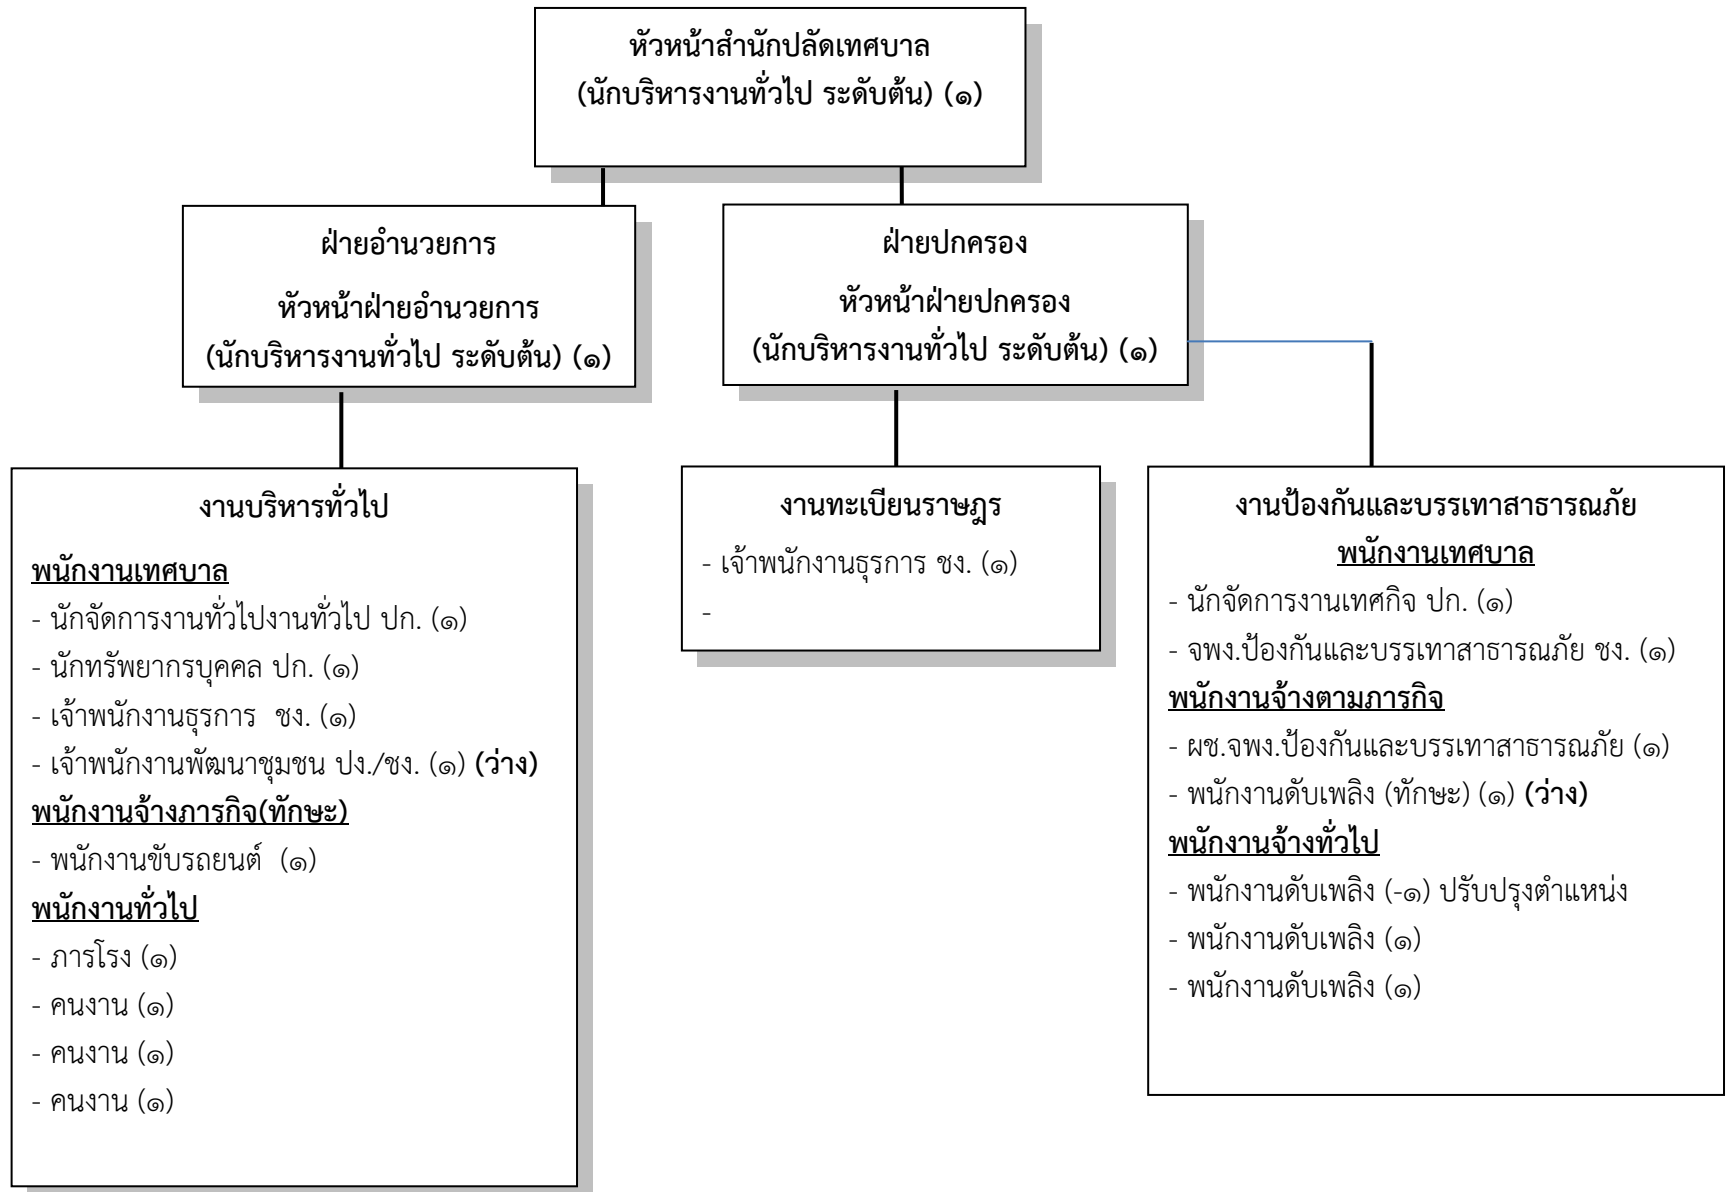 หัวหน้าสำนักปลัดเทศบาล
(นักบริหารงานทั่วไป ระดับต้น) (๑)
ฝ่ายอำนวยการ
หัวหน้าฝ่ายอำนวยการ
(นักบริหารงานทั่วไป ระดับต้น) (๑)
ฝ่ายปกครอง
หัวหน้าฝ่ายปกครอง
(นักบริหารงานทั่วไป ระดับต้น) (๑)
งานบริหารทั่วไป
พนักงานเทศบาล
- นักจัดการงานทั่วไปงานทั่วไป ปก. (๑)
- นักทรัพยากรบุคคล ปก. (๑)
- เจ้าพนักงานธุรการ  ชง. (๑)
- เจ้าพนักงานพัฒนาชุมชน ปง./ชง. (๑) (ว่าง)
พนักงานจ้างภารกิจ(ทักษะ)
- พนักงานขับรถยนต์  (๑)
พนักงานทั่วไป
- ภารโรง (๑)
- คนงาน (๑)
- คนงาน (๑)
- คนงาน (๑)
งานทะเบียนราษฎร
- เจ้าพนักงานธุรการ ชง. (๑)
-
งานป้องกันและบรรเทาสาธารณภัย
พนักงานเทศบาล
- นักจัดการงานเทศกิจ ปก. (๑)
- จพง.ป้องกันและบรรเทาสาธารณภัย ชง. (๑)
พนักงานจ้างตามภารกิจ
- ผช.จพง.ป้องกันและบรรเทาสาธารณภัย (๑)
- พนักงานดับเพลิง (ทักษะ) (๑) (ว่าง)
พนักงานจ้างทั่วไป
- พนักงานดับเพลิง (-๑) ปรับปรุงตำแหน่ง
- พนักงานดับเพลิง (๑)
- พนักงานดับเพลิง (๑)